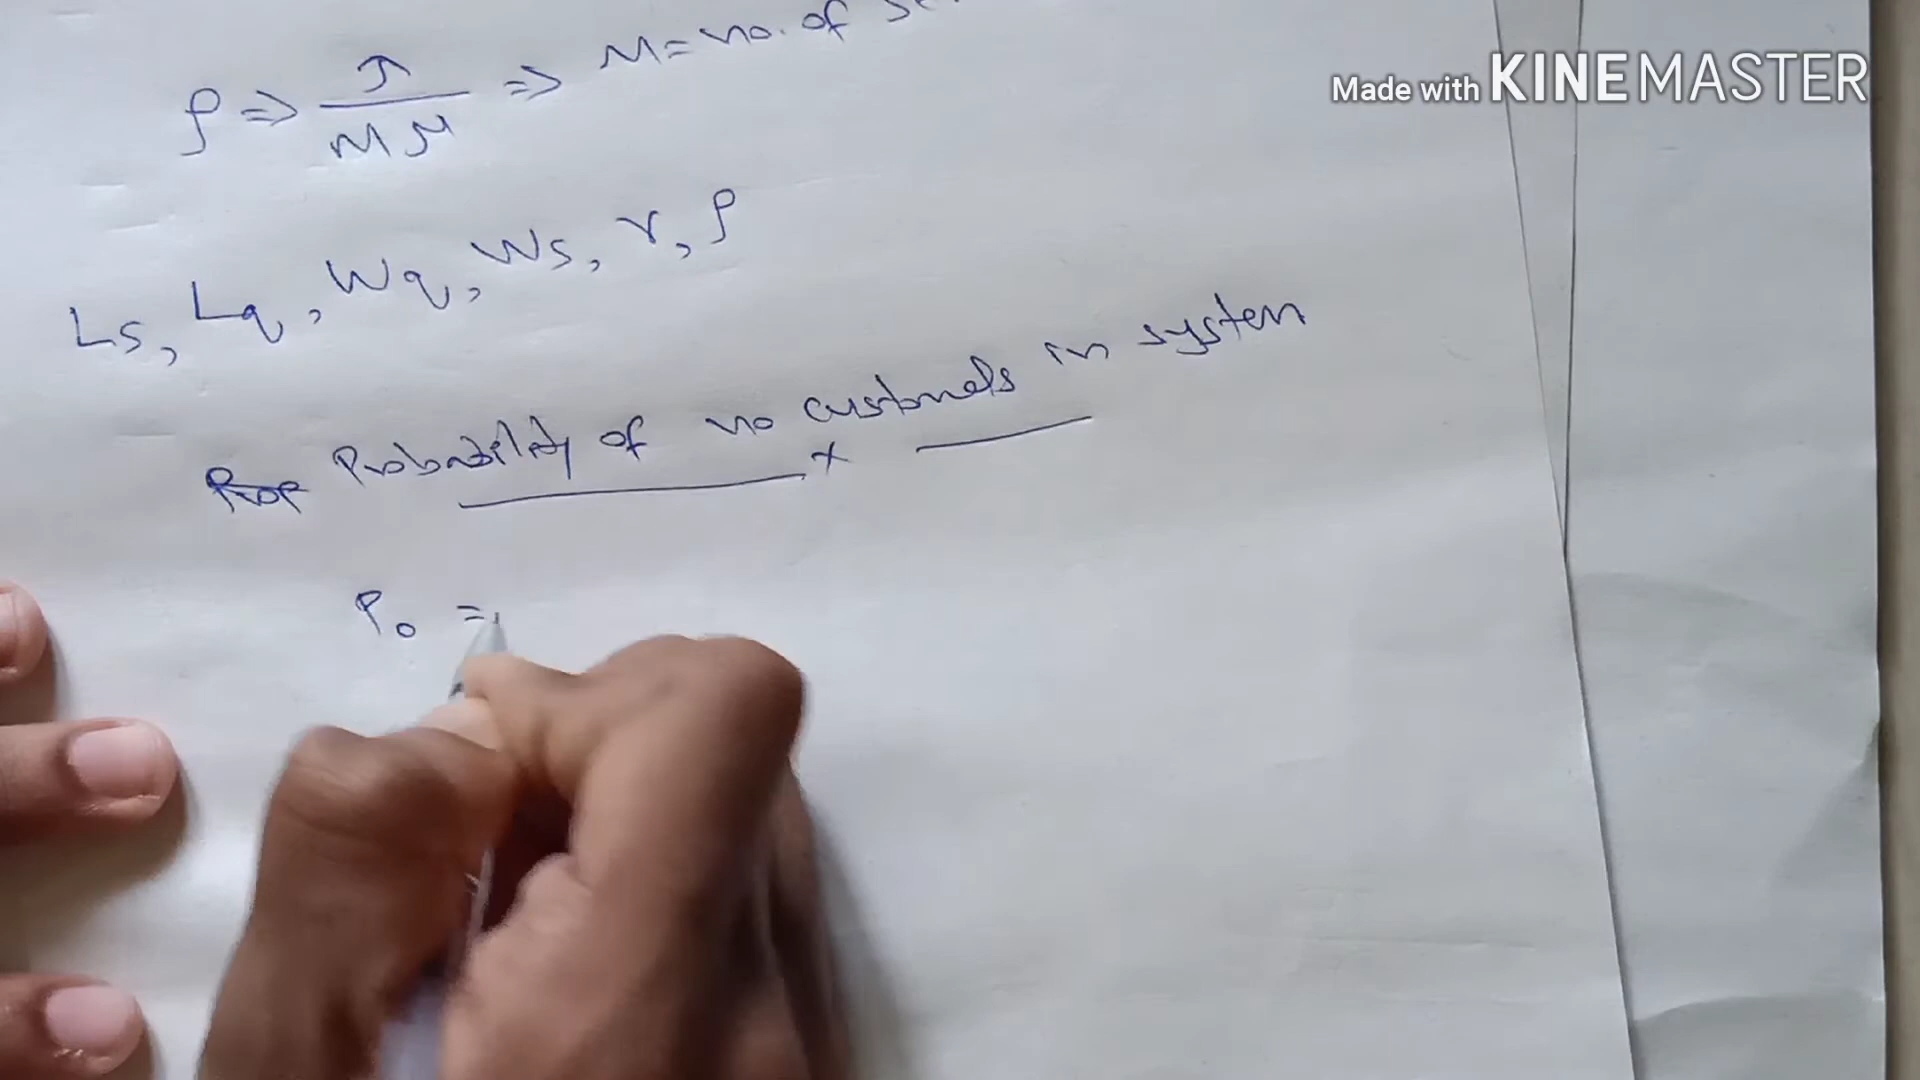 ρ => λ / Mμ => M = no. of
Made with KINEMASTER
Ls, Lq, Wq, Ws, r, ρ
Probability of no customers in system
x
P₀ =